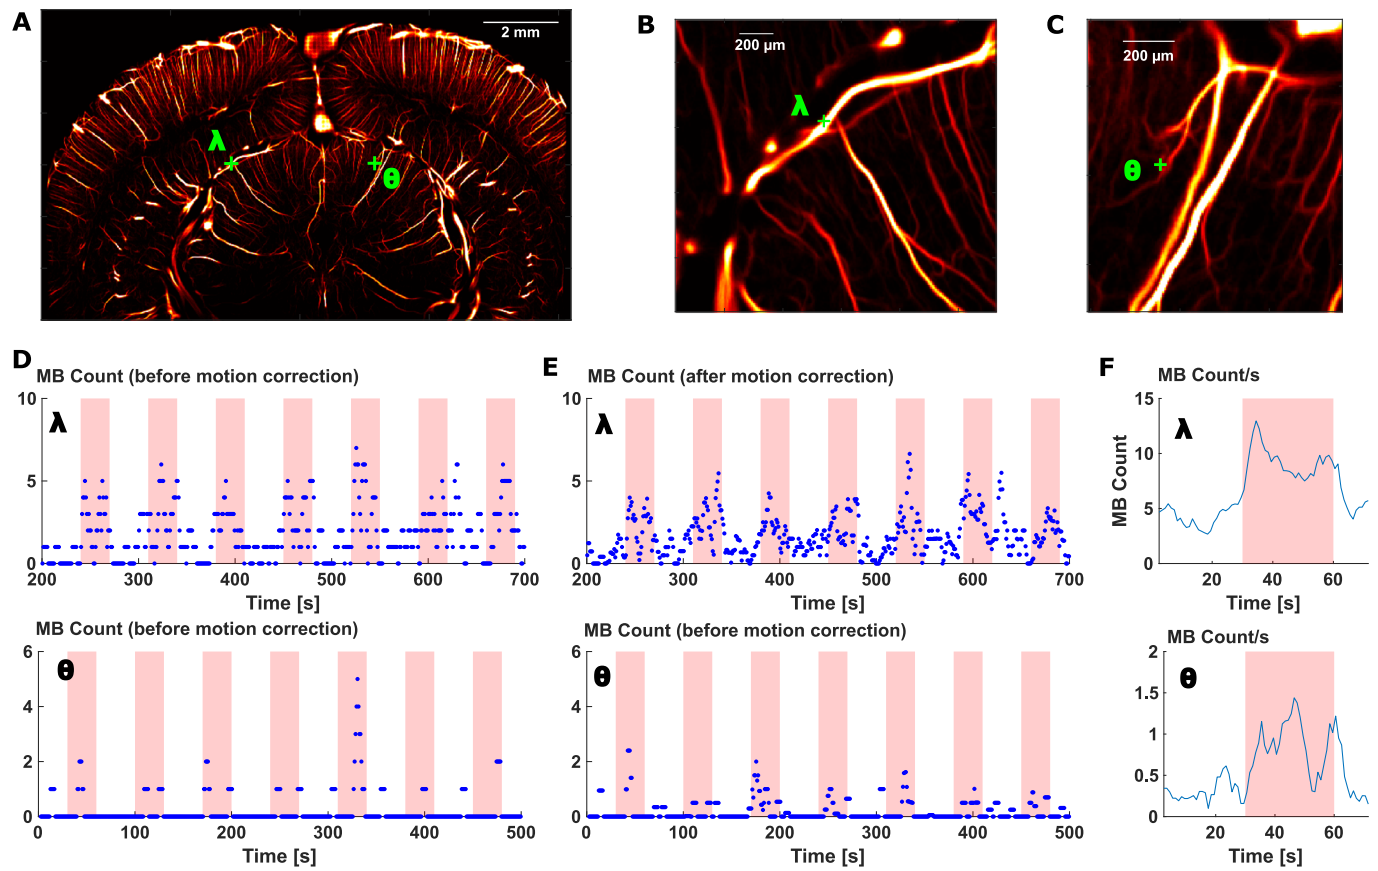 A
2 mm
λ
θ
B
200 µm
λ
C
200 µm
θ
D
MB Count (before motion correction)
10
λ
5
0
200 300 400 500 600 700
Time [s]
E
MB Count (after motion correction)
10
λ
5
0
200 300 400 500 600 700
Time [s]
F
MB Count/s
15
λ
10
MB Count
5
0
20 40 60
Time [s]
MB Count (before motion correction)
6
θ
4
2
0
0 100 200 300 400 500
Time [s]
MB Count (before motion correction)
6
θ
4
2
0
0 100 200 300 400 500
Time [s]
MB Count/s
2
θ
1.5
1
0.5
0
20 40 60
Time [s]